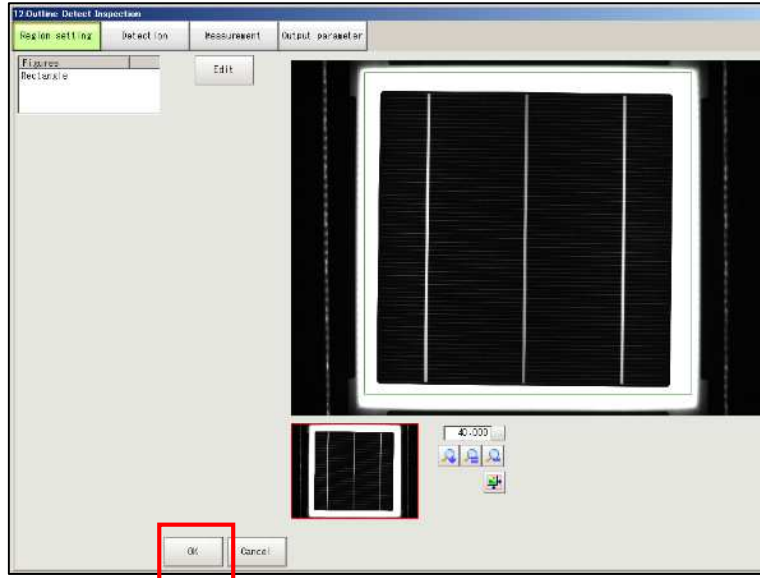 12.Outline Detect Inspection
Region setting Detection Measurement Output parameter
Figures
Rectangle
Edit
40.000
OK Cancel